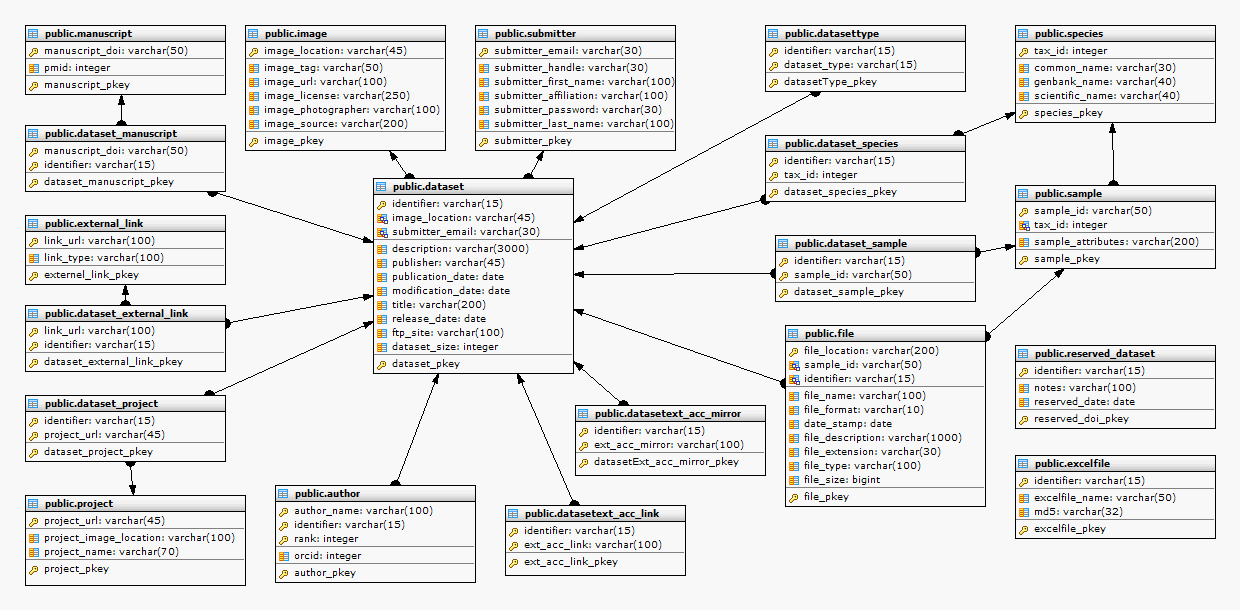 public.manuscript
manuscript_doi: varchar(50)
pmid: integer
manuscript_pkey
public.image
image_location: varchar(45)
image_tag: varchar(50)
image_url: varchar(100)
image_license: varchar(250)
image_photographer: varchar(100)
image_source: varchar(200)
image_pkey
public.submitter
submitter_email: varchar(30)
submitter_handle: varchar(30)
submitter_first_name: varchar(100)
submitter_affiliation: varchar(100)
submitter_password: varchar(30)
submitter_last_name: varchar(100)
submitter_pkey
public.datasettype
identifier: varchar(15)
dataset_type: varchar(15)
datasetType_pkey
public.species
tax_id: integer
common_name: varchar(30)
genbank_name: varchar(40)
scientific_name: varchar(40)
species_pkey
public.dataset_manuscript
manuscript_doi: varchar(50)
identifier: varchar(15)
dataset_manuscript_pkey
public.dataset
identifier: varchar(15)
image_location: varchar(45)
submitter_email: varchar(30)
description: varchar(3000)
publisher: varchar(45)
publication_date: date
modification_date: date
title: varchar(200)
release_date: date
ftp_site: varchar(100)
dataset_size: integer
dataset_pkey
public.dataset_species
identifier: varchar(15)
tax_id: integer
dataset_species_pkey
public.sample
sample_id: varchar(50)
tax_id: integer
sample_attributes: varchar(200)
sample_pkey
public.external_link
link_url: varchar(100)
link_type: varchar(100)
externel_link_pkey
public.dataset_sample
identifier: varchar(15)
sample_id: varchar(50)
dataset_sample_pkey
public.dataset_external_link
link_url: varchar(100)
identifier: varchar(15)
dataset_external_link_pkey
public.file
file_location: varchar(200)
sample_id: varchar(50)
identifier: varchar(15)
file_name: varchar(100)
file_format: varchar(10)
date_stamp: date
file_description: varchar(1000)
file_extension: varchar(30)
file_type: varchar(100)
file_size: bigint
file_pkey
public.reserved_dataset
identifier: varchar(15)
notes: varchar(100)
reserved_date: date
reserved_doi_pkey
public.dataset_project
identifier: varchar(15)
project_url: varchar(45)
dataset_project_pkey
public.datasetext_acc_mirror
identifier: varchar(15)
ext_acc_mirror: varchar(100)
datasetExt_acc_mirror_pkey
public.excelfile
identifier: varchar(15)
excelfile_name: varchar(50)
md5: varchar(32)
excelfile_pkey
public.project
project_url: varchar(45)
project_image_location: varchar(100)
project_name: varchar(70)
project_pkey
public.author
author_name: varchar(100)
identifier: varchar(15)
rank: integer
orcid: integer
author_pkey
public.datasetext_acc_link
identifier: varchar(15)
ext_acc_link: varchar(100)
ext_acc_link_pkey